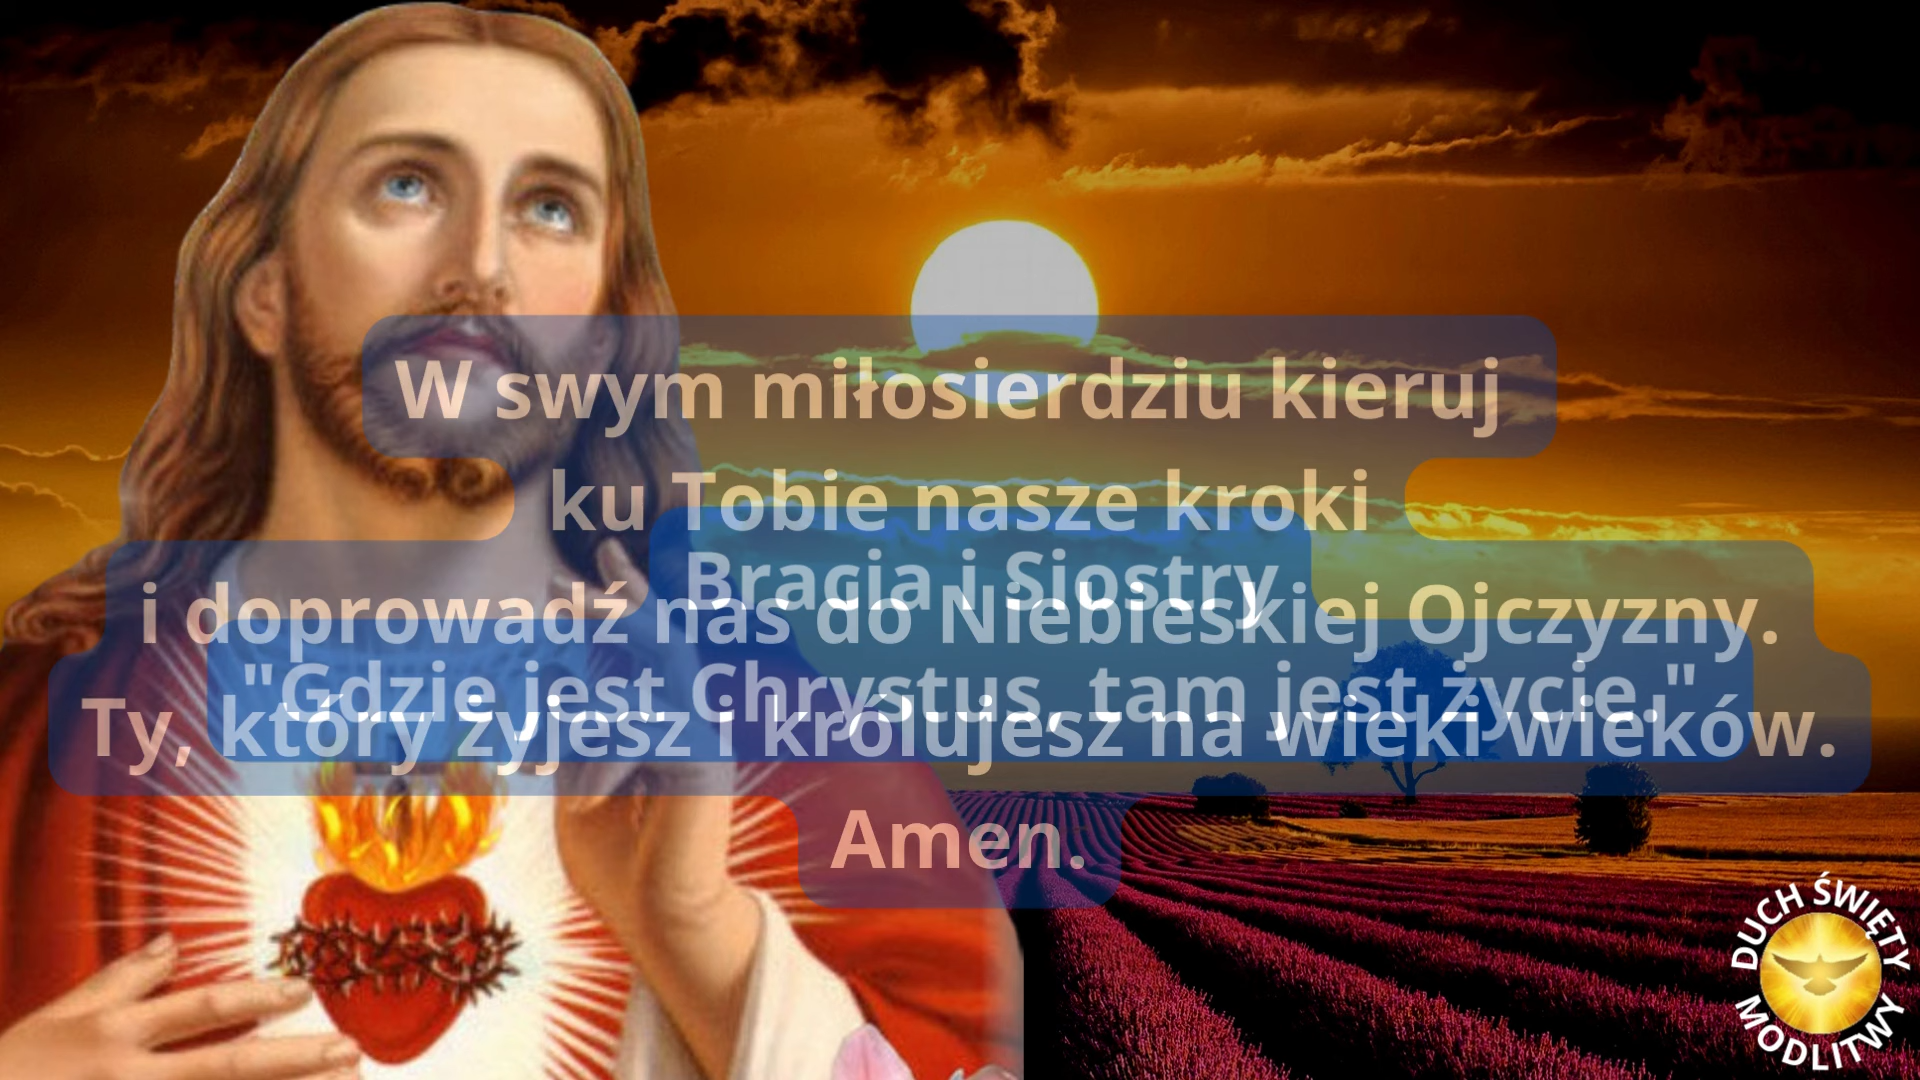 W swym miłosierdziu kieruj
ku Tobie nasze kroki
Bracia i Siostry
i doprowadź nas do Niebieskiej Ojczyzny.
"Gdzie jest Chrystus, tam jest życie."
Ty, który żyjesz i królujesz na wieki wieków.
Amen.
DUCH ŚWIĘTY
MODLITWY